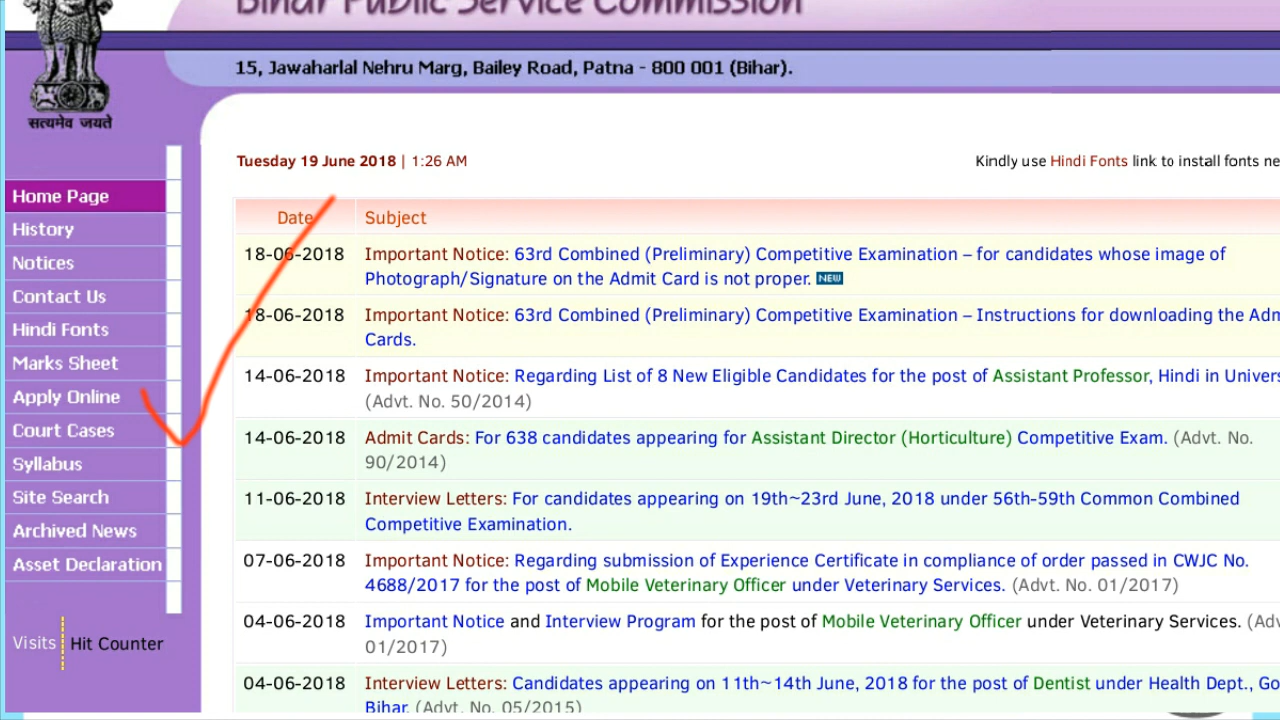 Bihar Public Service Commission
15, Jawaharlal Nehru Marg, Bailey Road, Patna - 800 001 (Bihar).
सत्यमेव जयते
Tuesday 19 June 2018 | 1:26 AM
Kindly use Hindi Fonts link to install fonts ne
Home Page
History
Notices
Contact Us
Hindi Fonts
Marks Sheet
Apply Online
Court Cases
Syllabus
Site Search
Archived News
Asset Declaration
Visits Hit Counter
Date Subject
18-06-2018 Important Notice: 63rd Combined (Preliminary) Competitive Examination – for candidates whose image of
Photograph/Signature on the Admit Card is not proper. NEW
18-06-2018 Important Notice: 63rd Combined (Preliminary) Competitive Examination – Instructions for downloading the Adm
Cards.
14-06-2018 Important Notice: Regarding List of 8 New Eligible Candidates for the post of Assistant Professor, Hindi in Univers
(Advt. No. 50/2014)
14-06-2018 Admit Cards: For 638 candidates appearing for Assistant Director (Horticulture) Competitive Exam. (Advt. No.
90/2014)
11-06-2018 Interview Letters: For candidates appearing on 19th~23rd June, 2018 under 56th-59th Common Combined
Competitive Examination.
07-06-2018 Important Notice: Regarding submission of Experience Certificate in compliance of order passed in CWJC No.
4688/2017 for the post of Mobile Veterinary Officer under Veterinary Services. (Advt. No. 01/2017)
04-06-2018 Important Notice and Interview Program for the post of Mobile Veterinary Officer under Veterinary Services. (Adv
01/2017)
04-06-2018 Interview Letters: Candidates appearing on 11th~14th June, 2018 for the post of Dentist under Health Dept., Go
Bihar. (Advt. No. 05/2015)